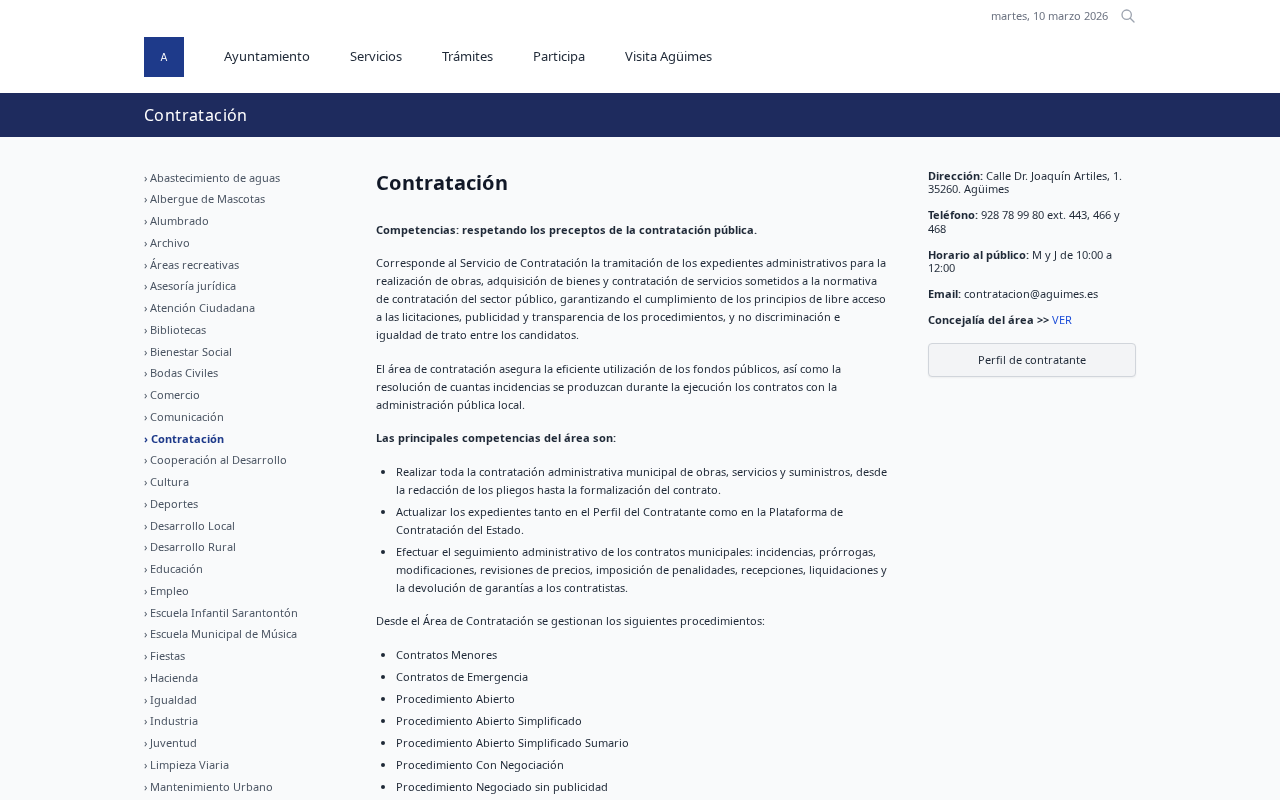 martes, 10 marzo 2026
A
Ayuntamiento
Servicios
Trámites
Participa
Visita Agüimes
Contratación
› Abastecimiento de aguas
› Albergue de Mascotas
› Alumbrado
› Archivo
› Áreas recreativas
› Asesoría jurídica
› Atención Ciudadana
› Bibliotecas
› Bienestar Social
› Bodas Civiles
› Comercio
› Comunicación
› Contratación
› Cooperación al Desarrollo
› Cultura
› Deportes
› Desarrollo Local
› Desarrollo Rural
› Educación
› Empleo
› Escuela Infantil Sarantontón
› Escuela Municipal de Música
› Fiestas
› Hacienda
› Igualdad
› Industria
› Juventud
› Limpieza Viaria
› Mantenimiento Urbano
Contratación
Competencias: respetando los preceptos de la contratación pública.
Corresponde al Servicio de Contratación la tramitación de los expedientes administrativos para la
realización de obras, adquisición de bienes y contratación de servicios sometidos a la normativa
de contratación del sector público, garantizando el cumplimiento de los principios de libre acceso
a las licitaciones, publicidad y transparencia de los procedimientos, y no discriminación e
igualdad de trato entre los candidatos.
El área de contratación asegura la eficiente utilización de los fondos públicos, así como la
resolución de cuantas incidencias se produzcan durante la ejecución los contratos con la
administración pública local.
Las principales competencias del área son:
• Realizar toda la contratación administrativa municipal de obras, servicios y suministros, desde
la redacción de los pliegos hasta la formalización del contrato.
• Actualizar los expedientes tanto en el Perfil del Contratante como en la Plataforma de
Contratación del Estado.
• Efectuar el seguimiento administrativo de los contratos municipales: incidencias, prórrogas,
modificaciones, revisiones de precios, imposición de penalidades, recepciones, liquidaciones y
la devolución de garantías a los contratistas.
Desde el Área de Contratación se gestionan los siguientes procedimientos:
• Contratos Menores
• Contratos de Emergencia
• Procedimiento Abierto
• Procedimiento Abierto Simplificado
• Procedimiento Abierto Simplificado Sumario
• Procedimiento Con Negociación
• Procedimiento Negociado sin publicidad
Dirección: Calle Dr. Joaquín Artiles, 1.
35260. Agüimes
Teléfono: 928 78 99 80 ext. 443, 466 y
468
Horario al público: M y J de 10:00 a
12:00
Email: contratacion@aguimes.es
Concejalía del área >> VER
Perfil de contratante